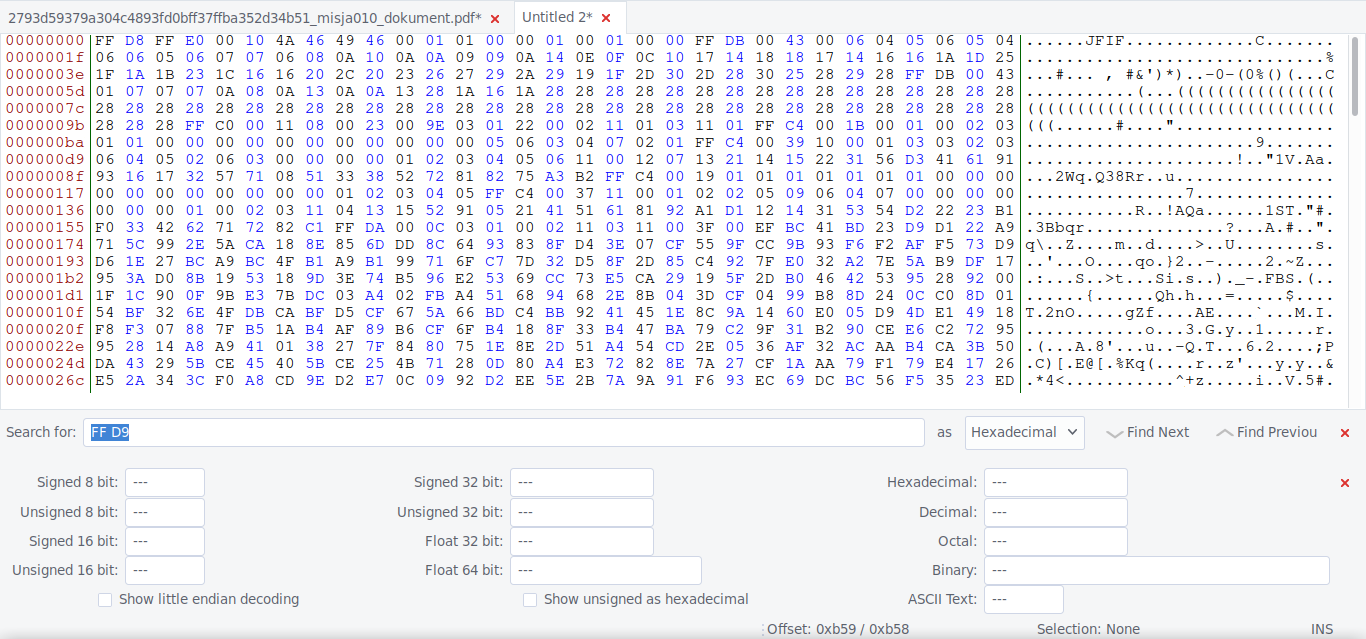 2793d59379a304c4893fd0bff37ffba352d34b51_misja010_dokument.pdf*
Untitled 2*
00000000 FF D8 FF E0 00 10 4A 46 49 46 00 01 01 00 00 01 00 01 00 00 FF DB 00 43 00 06 04 05 06 05 04 ......JFIF.............C.......
0000001f 06 06 05 06 07 07 06 08 0A 10 0A 0A 09 09 0A 14 0E 0F 0C 10 17 14 18 18 17 14 16 16 1A 1D 25 ..............................%
0000003e 1F 1A 1B 23 1C 16 16 20 2C 20 23 26 27 29 2A 29 19 1F 2D 30 2D 28 30 25 28 29 28 FF DB 00 43 ...#... , #&')*)..-0-(0%()(...C
0000005d 01 07 07 07 0A 08 0A 13 0A 0A 13 28 1A 16 1A 28 28 28 28 28 28 28 28 28 28 28 28 28 28 28 28 ...........(...((((((((((((((((
0000007c 28 28 28 28 28 28 28 28 28 28 28 28 28 28 28 28 28 28 28 28 28 28 28 28 28 28 28 28 28 28 28 (((((((((((((((((((((((((((((((
0000009b 28 28 28 FF C0 00 11 08 00 23 00 9E 03 01 22 00 02 11 01 03 11 01 FF C4 00 1B 00 01 00 02 03 (((......#...."................
000000ba 01 01 00 00 00 00 00 00 00 00 00 00 00 05 06 03 04 07 02 01 FF C4 00 39 10 00 01 03 03 02 03 .......................9.......
000000d9 06 04 05 02 06 03 00 00 00 00 01 02 03 04 05 06 11 00 12 07 13 21 14 15 22 31 56 D3 41 61 91 .....................!.."1V.Aa.
0000008f 93 16 17 32 57 71 08 51 33 38 52 72 81 82 75 A3 B2 FF C4 00 19 01 01 01 01 01 01 00 00 00 00 ...2Wq.Q38Rr..u................
00000117 00 00 00 00 00 00 00 00 01 02 03 04 05 FF C4 00 37 11 00 01 02 02 05 09 06 04 07 00 00 00 00 ................7..............
00000136 00 00 00 01 00 02 03 11 04 13 15 52 91 05 21 41 51 61 81 92 A1 D1 12 14 31 53 54 D2 22 23 B1 ...........R..!AQa......1ST."#.
00000155 F0 33 42 62 71 72 82 C1 FF DA 00 0C 03 01 00 02 11 03 11 00 3F 00 EF BC 41 BD 23 D9 D1 22 A9 .3Bbqr..............?...A.#..".
00000174 71 5C 99 2E 5A CA 18 8E 85 6D DD 8C 64 93 83 8F D4 3E 07 CF 55 9F CC 9B 93 F6 F2 AF F5 73 D9 q\..Z....m..d....>..U........s.
00000193 D6 1E 27 BC A9 BC 4F B1 A9 B1 99 71 6F C7 7D 32 D5 8F 2D 85 C4 92 7F E0 32 A2 7E 5A B9 DF 17 ..'...O....qo.}2..-.....2.~Z...
000001b2 95 3A D0 8B 19 53 18 9D 3E 74 B5 96 E2 53 69 CC 73 E5 CA 29 19 5F 2D B0 46 42 53 95 28 92 00 .:...S..>t...Si.s..)._-.FBS.(..
000001d1 1F 1C 90 0F 9B E3 7B DC 03 A4 02 FB A4 51 68 94 68 2E 8B 04 3D CF 04 99 B8 8D 24 0C C0 8D 01 ......{......Qh.h...=.....$....
0000010f 54 BF 32 6E 4F DB CA BF D5 CF 67 5A 66 BD C4 BB 92 41 45 1E 8C 9A 14 60 E0 05 D9 4D E1 49 18 T.2nO.....gZf....AE....`...M.I.
0000020f F8 F3 07 88 7F B5 1A B4 AF 89 B6 CF 6F B4 18 8F 33 B4 47 BA 79 C2 9F 31 B2 90 CE E6 C2 72 95 ............o...3.G.y..1.....r.
0000022e 95 28 14 A8 A9 41 01 38 27 7F 84 80 75 1E 8E 2D 51 A4 54 CD 2E 05 36 AF 32 AC AA B4 CA 3B 50 .(...A.8'...u..-Q.T...6.2....;P
0000024d DA 43 29 5B CE 45 40 5B CE 25 4B 71 28 0D 80 A4 E3 72 82 8E 7A 27 CF 1A AA 79 F1 79 E4 17 26 .C)[.E@[.%Kq(....r..z'...y.y..&
0000026c E5 2A 34 3C F0 A8 CD 9E D2 E7 0C 09 92 D2 EE 5E 2B 7A 9A 91 F6 93 EC 69 DC BC 56 F5 35 23 ED .*4<...........^+z.....i..V.5#.
Search for: FF D9 as Hexadecimal Find Next Find Previou
Signed 8 bit: --- Signed 32 bit: --- Hexadecimal: ---
Unsigned 8 bit: --- Unsigned 32 bit: --- Decimal: ---
Signed 16 bit: --- Float 32 bit: --- Octal: ---
Unsigned 16 bit: --- Float 64 bit: --- Binary: ---
Show little endian decoding Show unsigned as hexadecimal ASCII Text: ---
Offset: 0xb59 / 0xb58 Selection: None INS